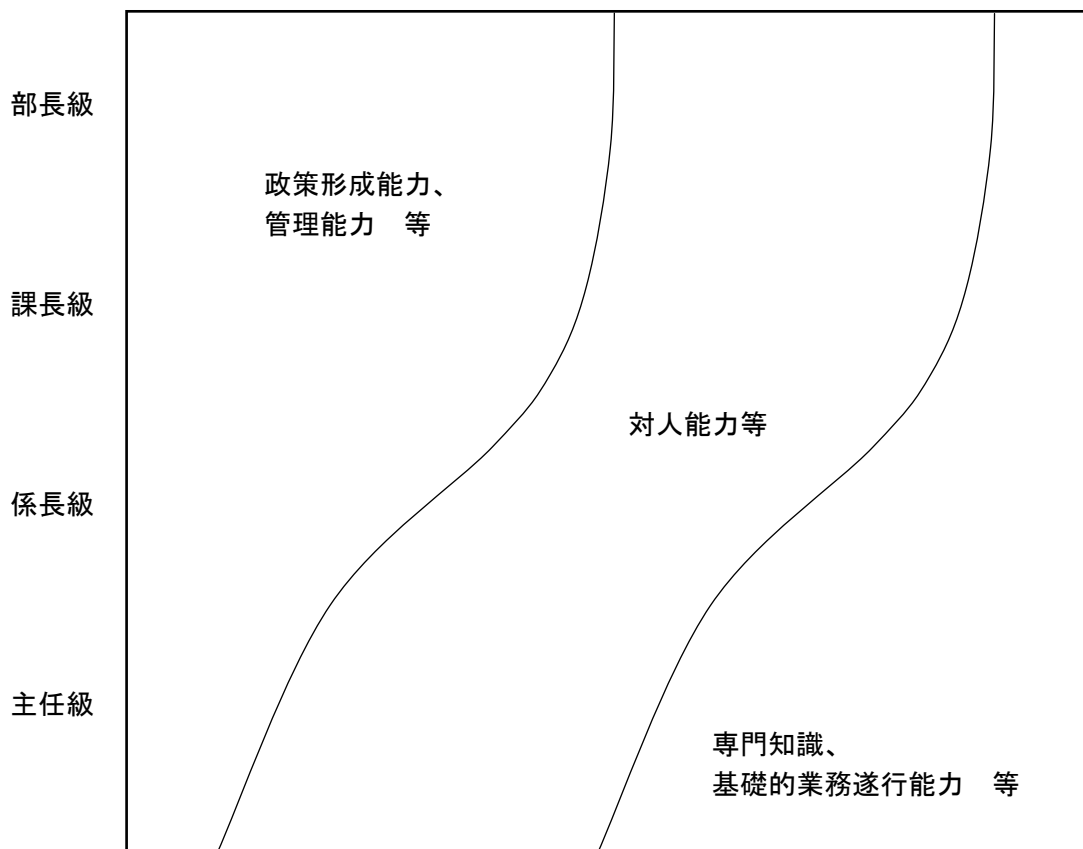 部長級
政策形成能力、
管理能力　等
課長級
対人能力等
係長級
主任級
専門知識、
基礎的業務遂行能力　等